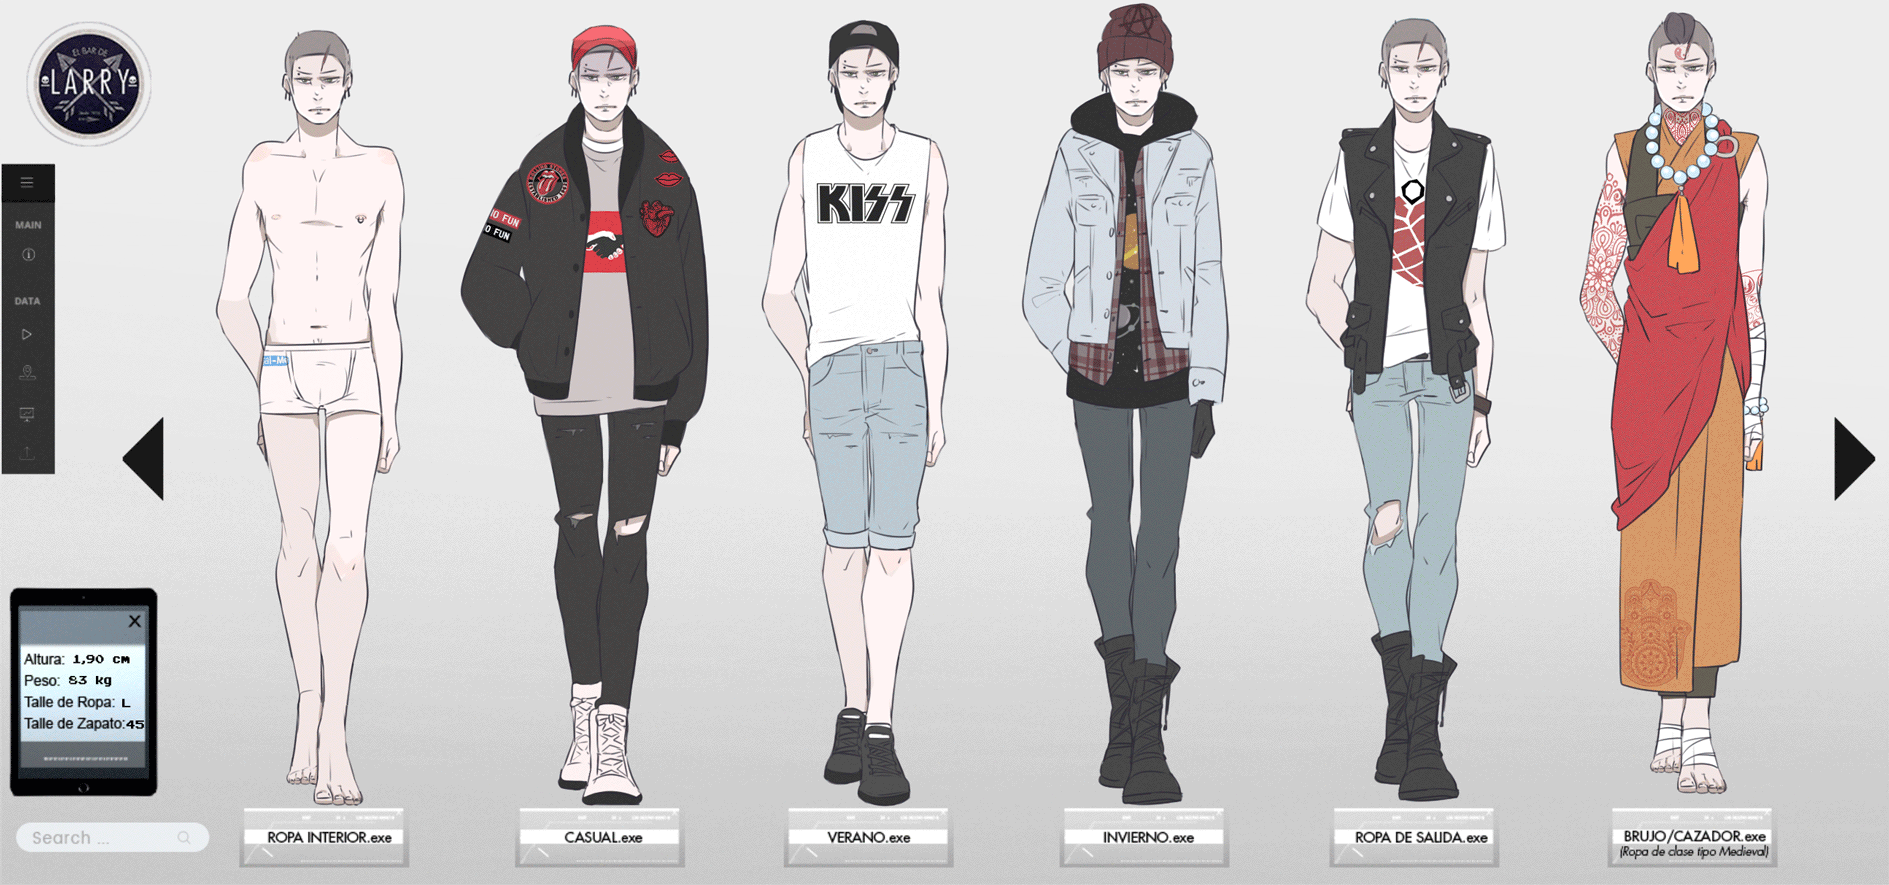 EL BAR DE
LARRY
MAIN
DATA
NO FUN
NO FUN
KISS
X
Altura: 1,90 cm
Peso: 83 kg
Talle de Ropa: L
Talle de Zapato:45
Search ...
ROPA INTERIOR.exe
CASUAL.exe
VERANO.exe
INVIERNO.exe
ROPA DE SALIDA.exe
BRUJO/CAZADOR.exe
(Ropa de clase tipo Medieval)